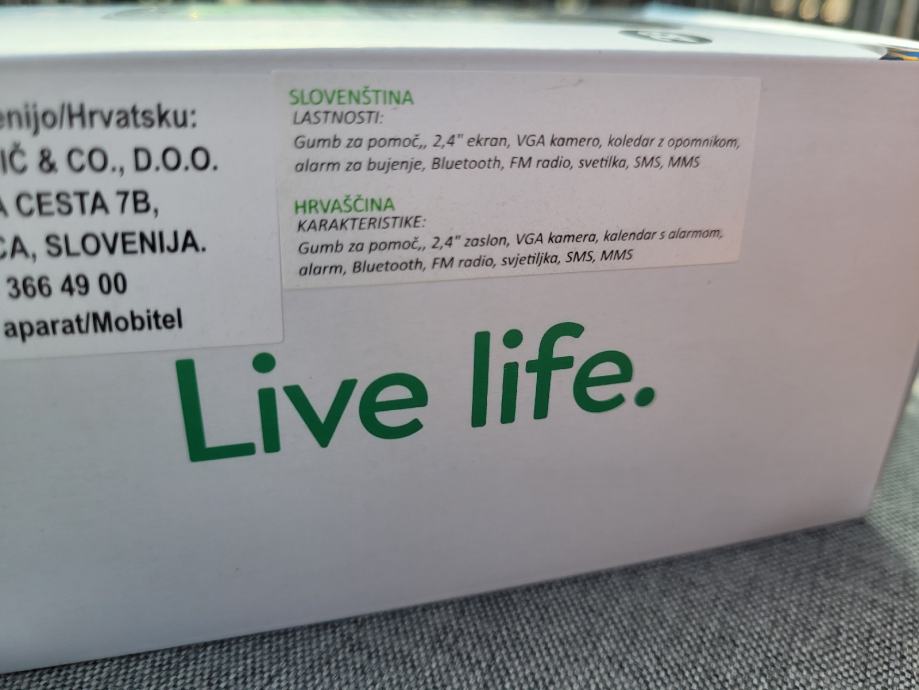 enijo/Hrvatsku:
IČ & CO., D.O.O.
A CESTA 7B,
CA, SLOVENIJA.
366 49 00
aparat/Mobitel
SLOVENŠTINA
LASTNOSTI:
Gumb za pomoč,, 2,4" ekran, VGA kamero, koledar z opomnikom,
alarm za bujenje, Bluetooth, FM radio, svetilka, SMS, MMS
HRVAŠČINA
KARAKTERISTIKE:
Gumb za pomoč,, 2,4" zaslon, VGA kamera, kalendar s alarmom,
alarm, Bluetooth, FM radio, svjetiljka, SMS, MMS
Live life.